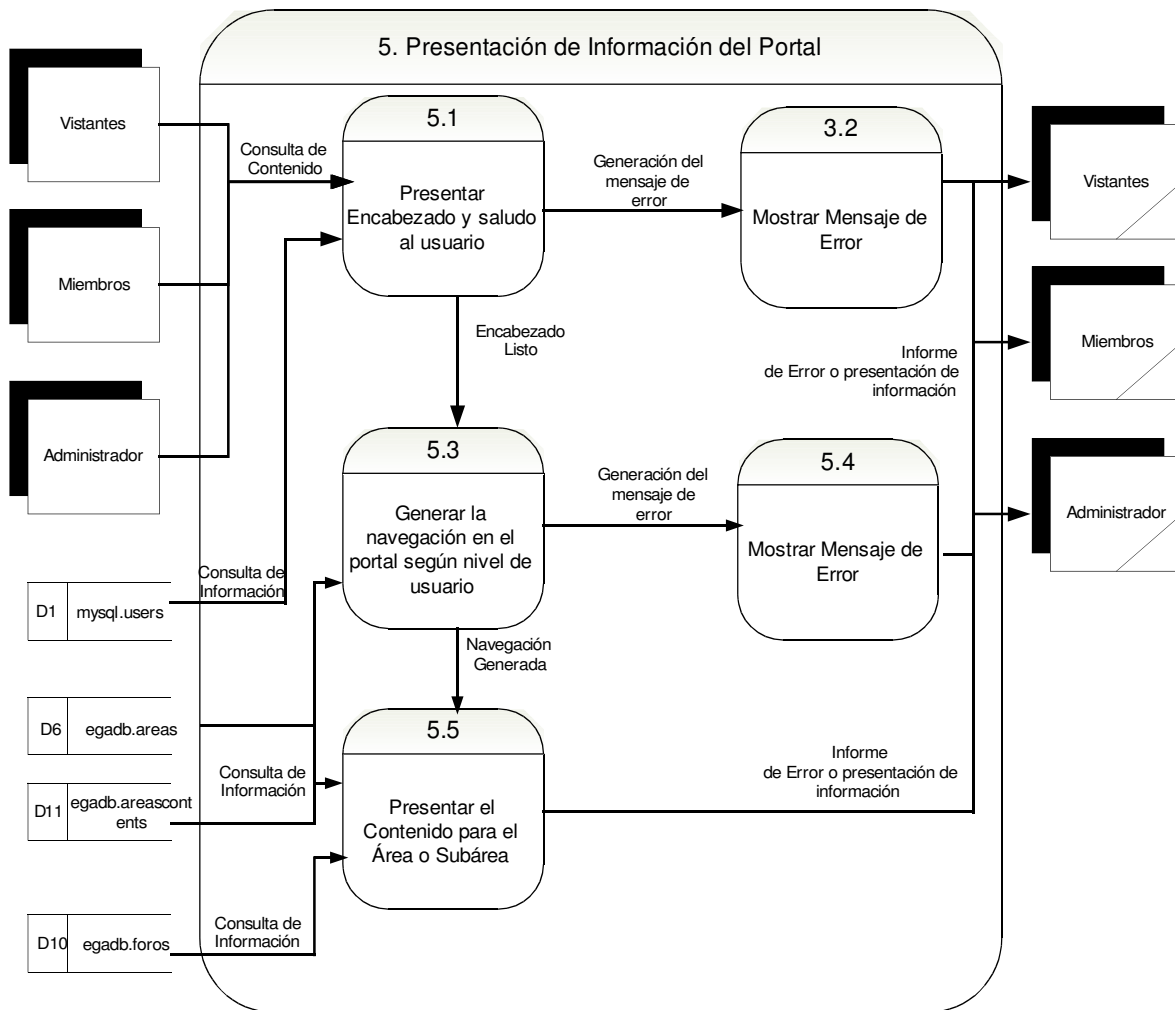 5. Presentación de Información del Portal
Vistantes
Miembros
Administrador
Consulta de
Contenido
5.1
Presentar
Encabezado y saludo
al usuario
Generación del
mensaje de
error
3.2
Mostrar Mensaje de
Error
Vistantes
Miembros
Administrador
Encabezado
Listo
Informe
de Error o presentación de
información
5.3
Generar la
navegación en el
portal según nivel de
usuario
Generación del
mensaje de
error
5.4
Mostrar Mensaje de
Error
D1
mysql.users
Consulta de
Información
Navegación
Generada
D6
egadb.areas
D11
egadb.areascont
ents
Consulta de
Información
5.5
Presentar el
Contenido para el
Área o Subárea
Informe
de Error o presentación de
información
D10
egadb.foros
Consulta de
Información